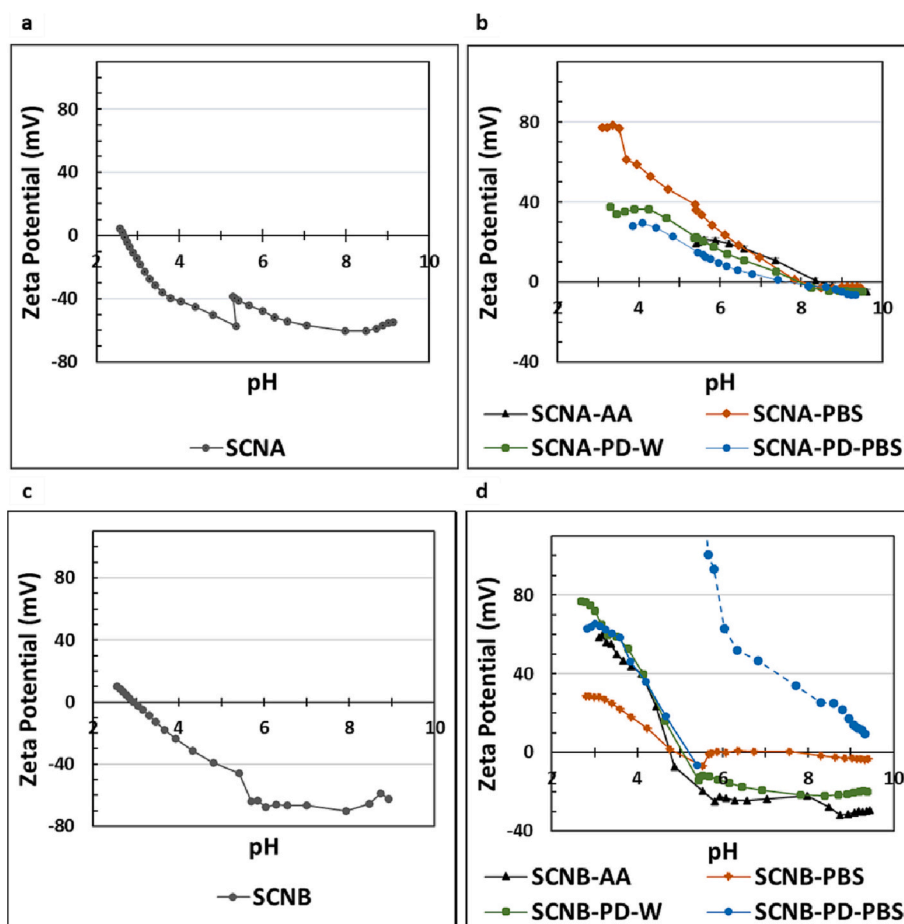 a
Zeta Potential (mV)
80
40
0
-40
-80
2 4 6 8 10
pH
SCNA
b
Zeta Potential (mV)
80
40
0
-40
2 4 6 8 10
pH
SCNA-AA SCNA-PBS
SCNA-PD-W SCNA-PD-PBS
c
Zeta Potential (mV)
80
40
0
-40
-80
2 4 6 8 10
pH
SCNB
d
Zeta Potential (mV)
80
40
0
-40
2 4 6 8 10
pH
SCNB-AA SCNB-PBS
SCNB-PD-W SCNB-PD-PBS